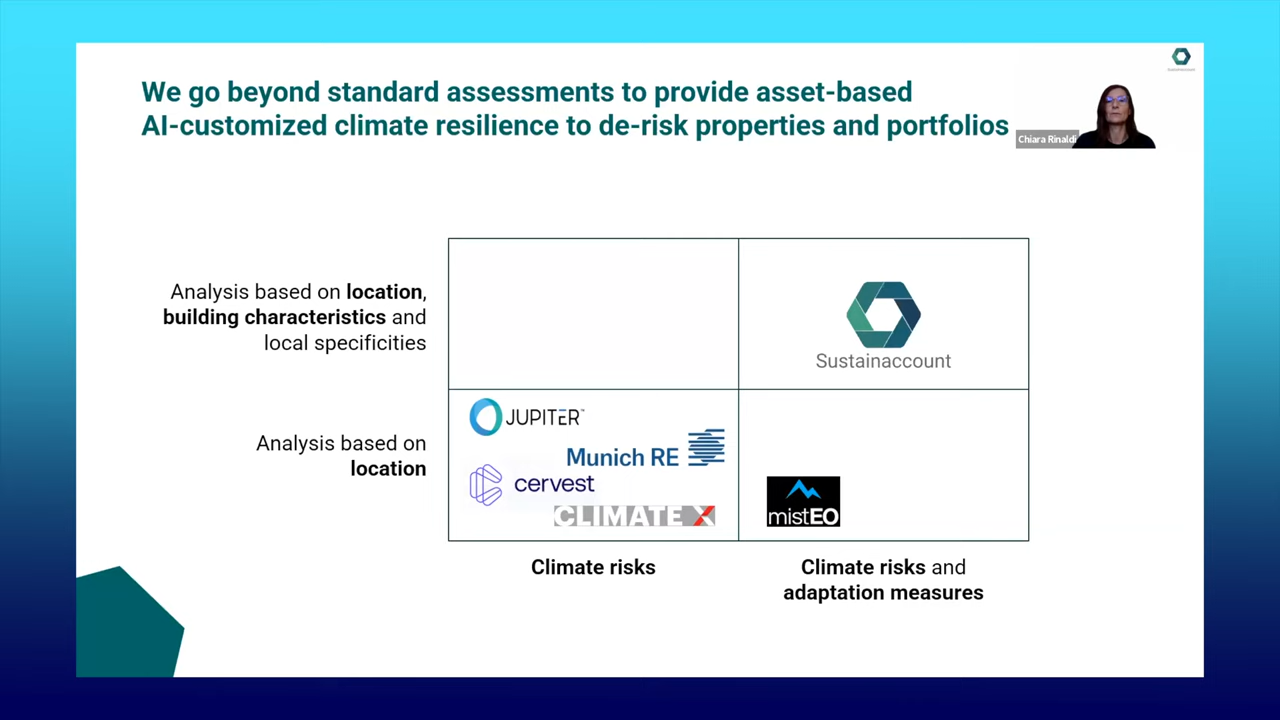 We go beyond standard assessments to provide asset-based
AI-customized climate resilience to de-risk properties and portfolios
Chiara Rinaldi
Analysis based on location,
building characteristics and
local specificities
Sustainaccount
Analysis based on
location
JUPITER™
Munich RE
cervest
CLIMATE X
mistEO
Climate risks
Climate risks and
adaptation measures